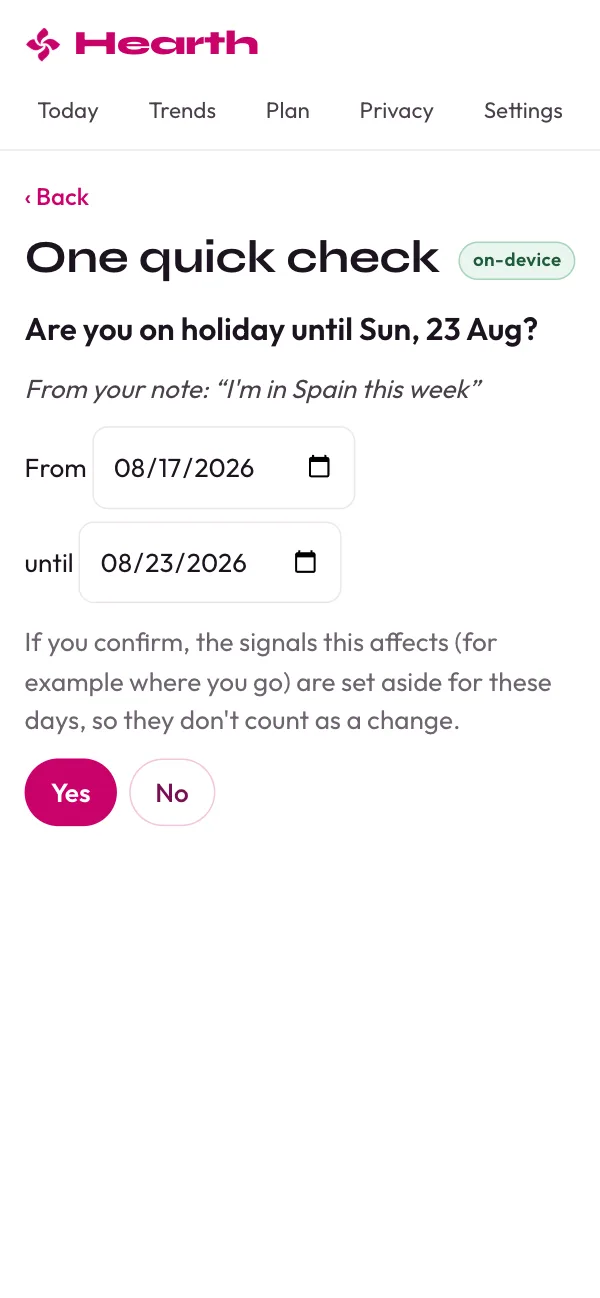 Hearth
Today Trends Plan Privacy Settings
‹ Back
One quick check on-device
Are you on holiday until Sun, 23 Aug?
From your note: “I'm in Spain this week”
From 08/17/2026
until 08/23/2026
If you confirm, the signals this affects (for
example where you go) are set aside for these
days, so they don't count as a change.
Yes No